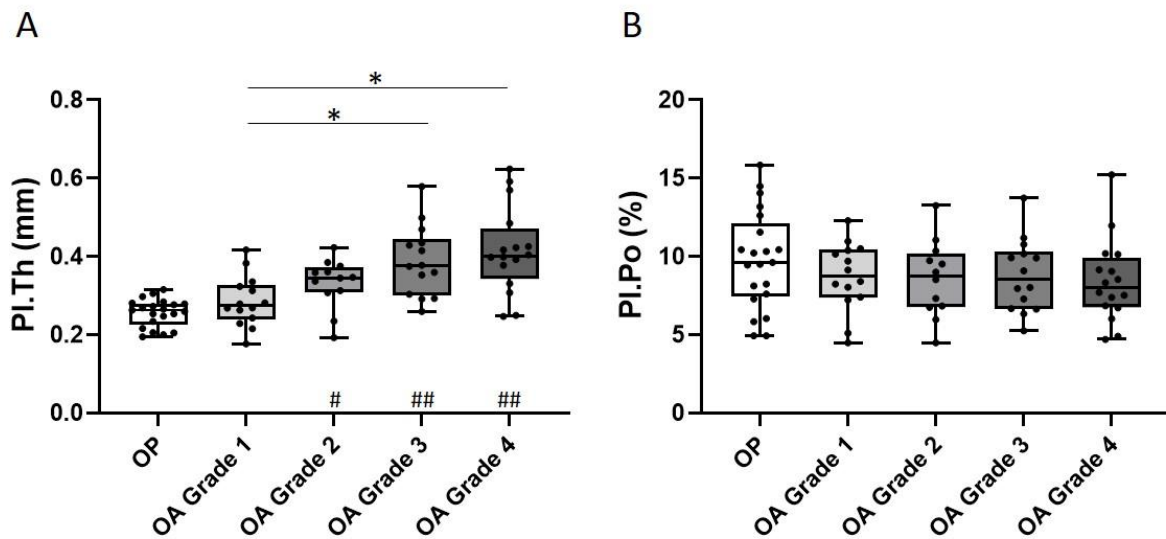 A
B
*
*
Pl.Th (mm)
0.8
0.6
0.4
0.2
0.0
# ## ##
OP
OA Grade 1
OA Grade 2
OA Grade 3
OA Grade 4
Pl.Po (%)
20
15
10
5
0
OP
OA Grade 1
OA Grade 2
OA Grade 3
OA Grade 4